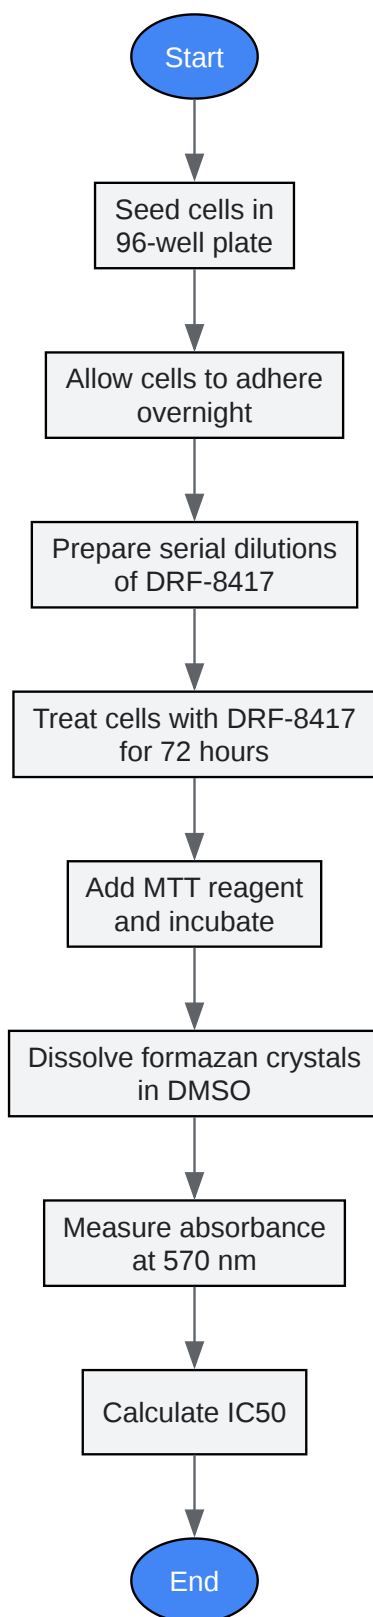 Start
Seed cells in
96-well plate
Allow cells to adhere
overnight
Prepare serial dilutions
of DRF-8417
Treat cells with DRF-8417
for 72 hours
Add MTT reagent
and incubate
Dissolve formazan crystals
in DMSO
Measure absorbance
at 570 nm
Calculate IC50
End